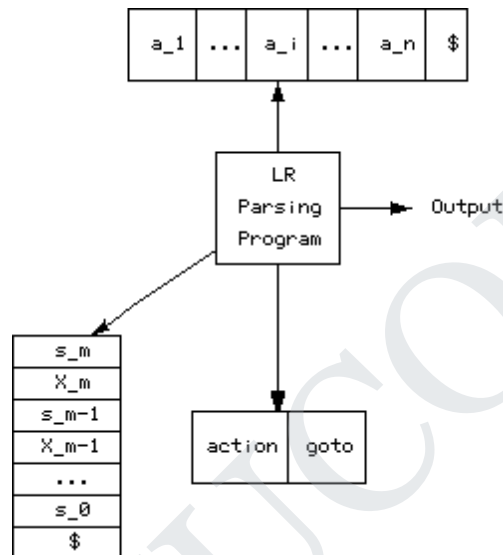 a_1 ... a_i ... a_n $
LR
Parsing
Program
Output
s_m
X_m
s_m-1
X_m-1
...
s_0
$
action goto